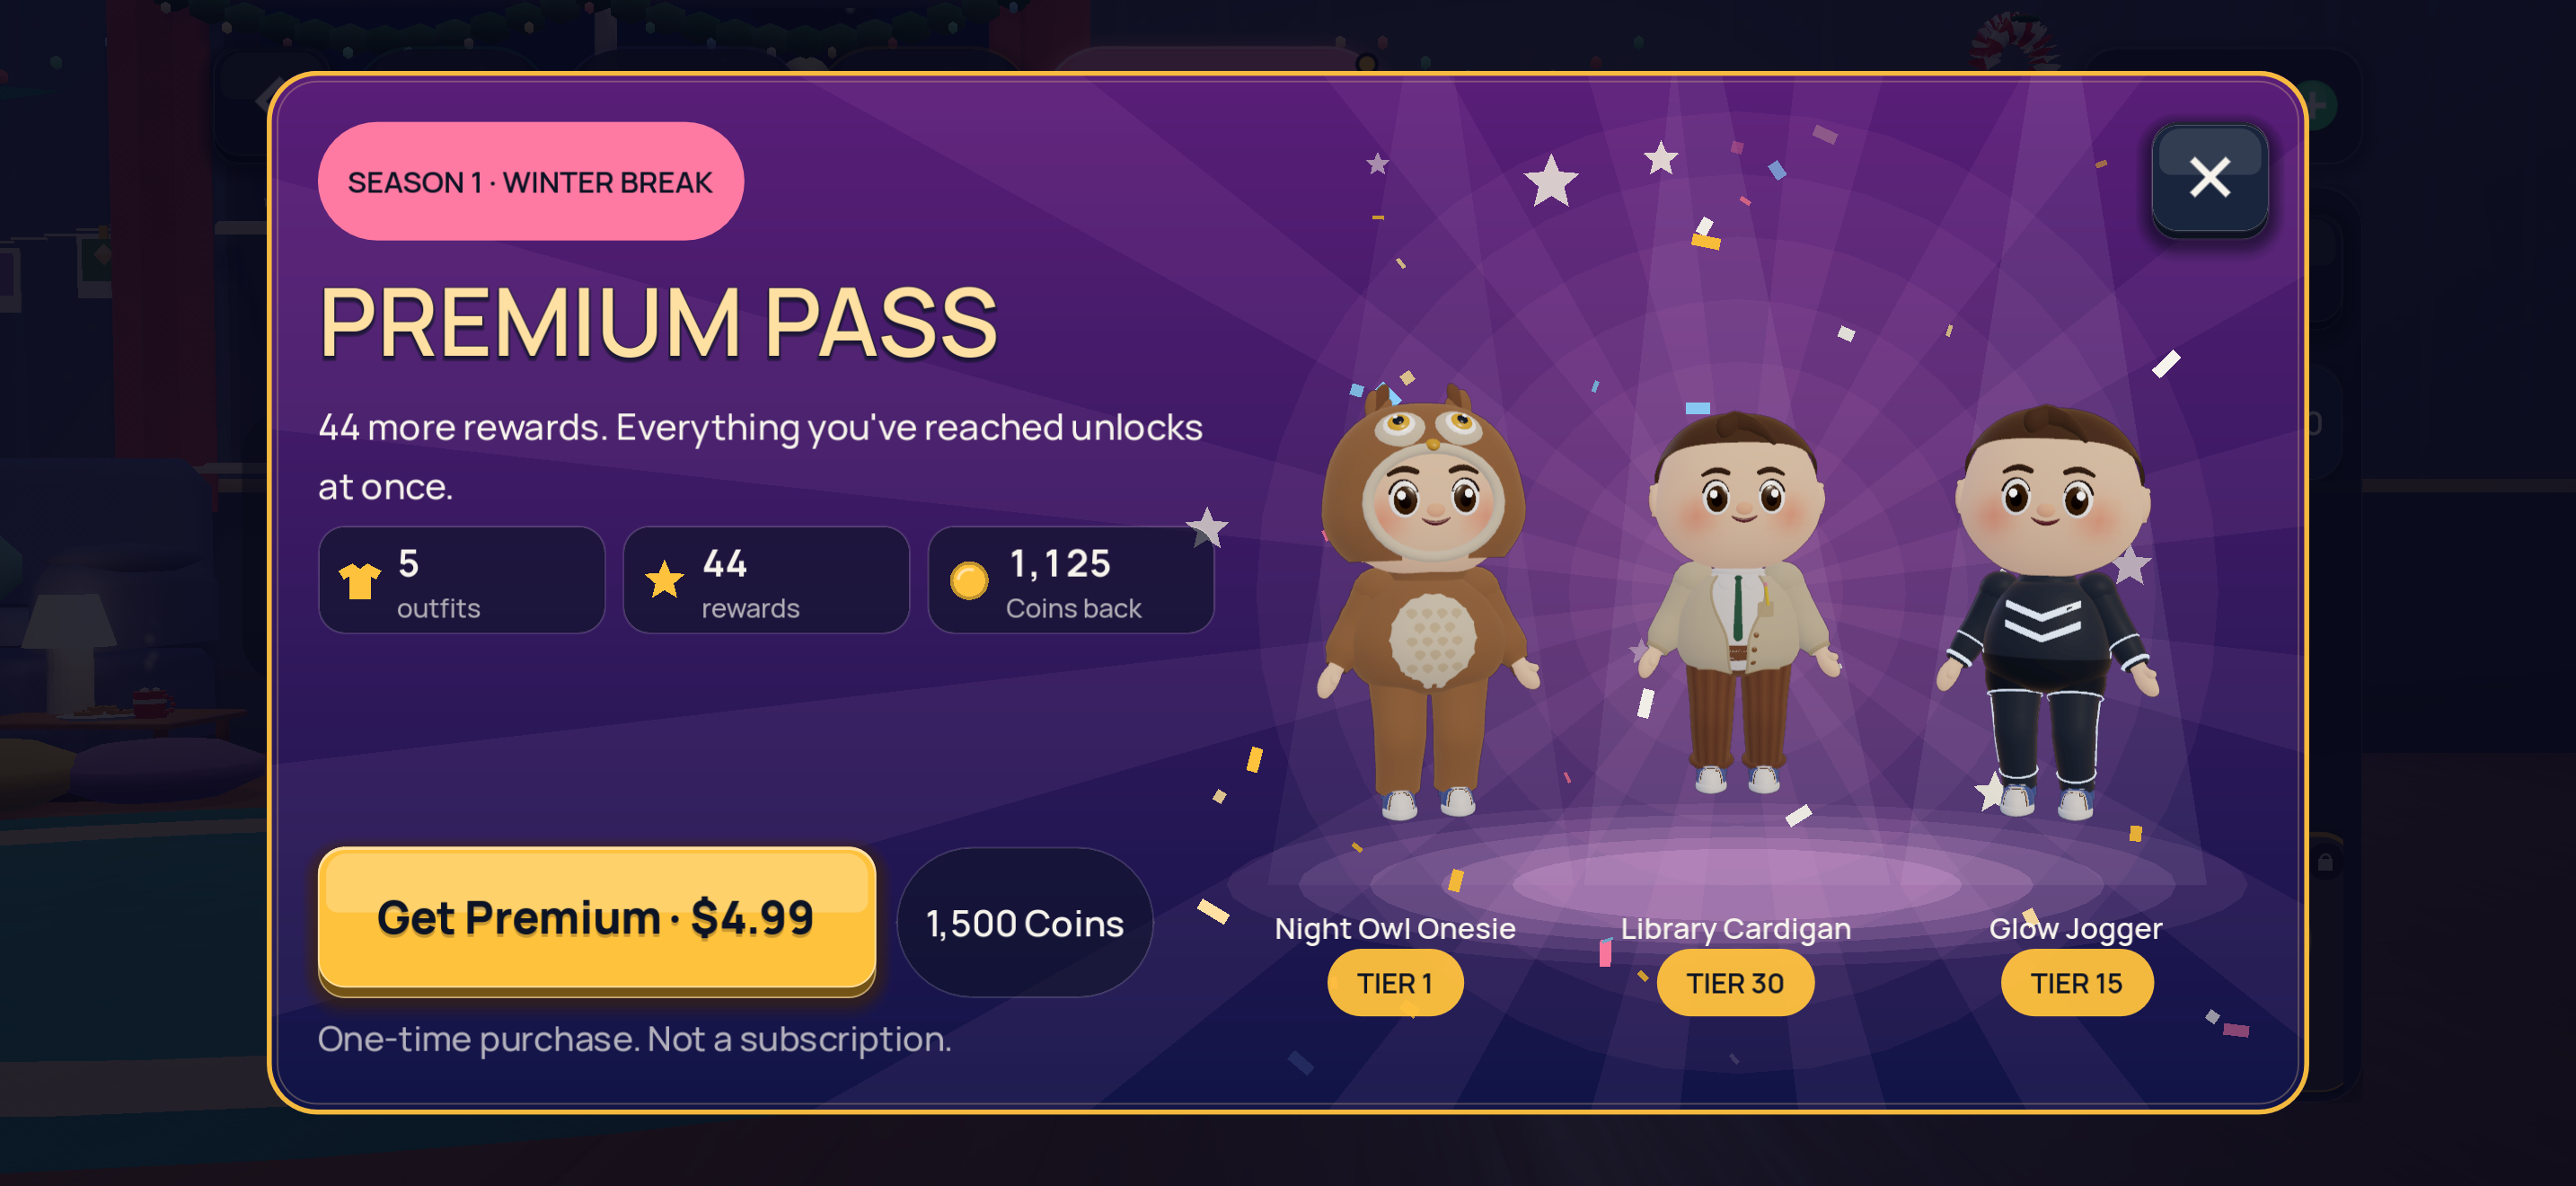 SEASON 1 · WINTER BREAK
PREMIUM PASS
44 more rewards. Everything you've reached unlocks
at once.
5
outfits
44
rewards
1,125
Coins back
Get Premium · $4.99
1,500 Coins
One-time purchase. Not a subscription.
Night Owl Onesie
TIER 1
Library Cardigan
TIER 30
Glow Jogger
TIER 15